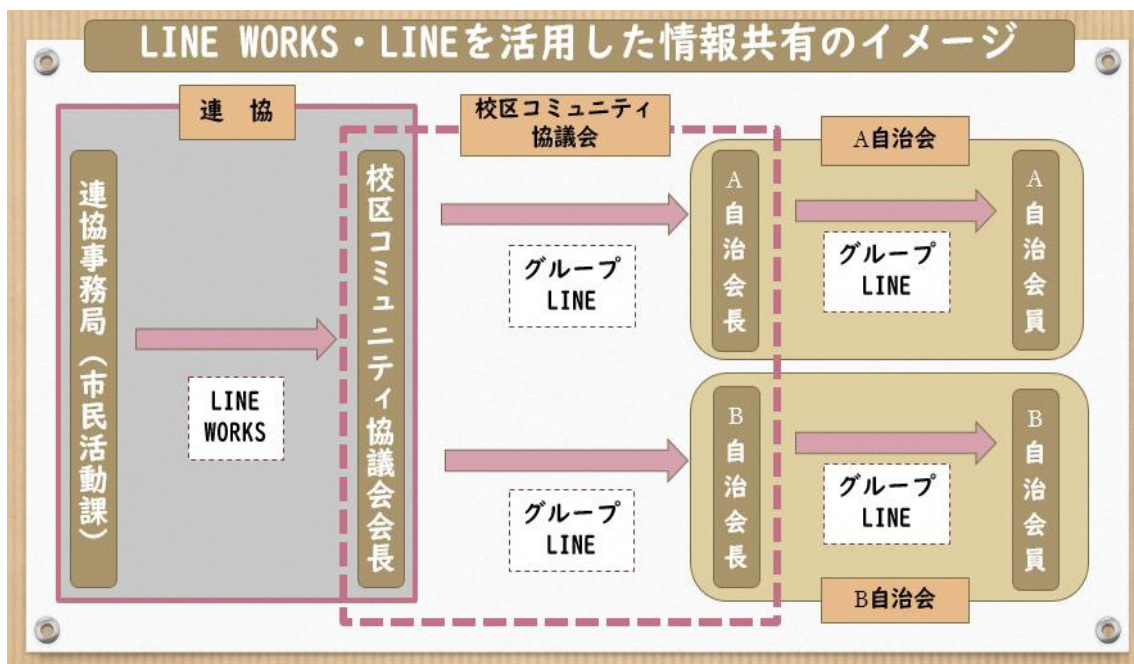 LINE WORKS・LINEを活用した情報共有のイメージ
連 協
校区コミュニティ
協議会
A自治会
連協事務局（市民活動課）
LINE
WORKS
校区コミュニティ協議会会長
グループ
LINE
A自治会長
グループ
LINE
A自治会員
グループ
LINE
B自治会長
グループ
LINE
B自治会員
B自治会